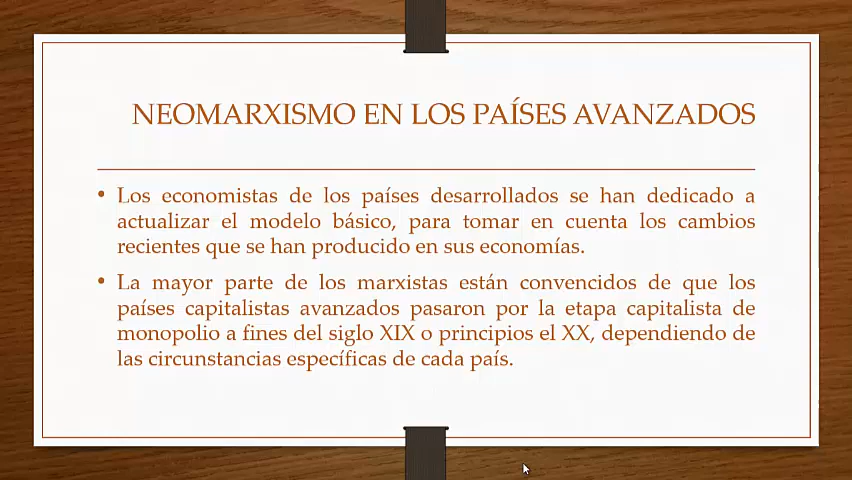 NEOMARXISMO EN LOS PAÍSES AVANZADOS
• Los economistas de los países desarrollados se han dedicado a
actualizar el modelo básico, para tomar en cuenta los cambios
recientes que se han producido en sus economías.
• La mayor parte de los marxistas están convencidos de que los
países capitalistas avanzados pasaron por la etapa capitalista de
monopolio a fines del siglo XIX o principios el XX, dependiendo de
las circunstancias específicas de cada país.